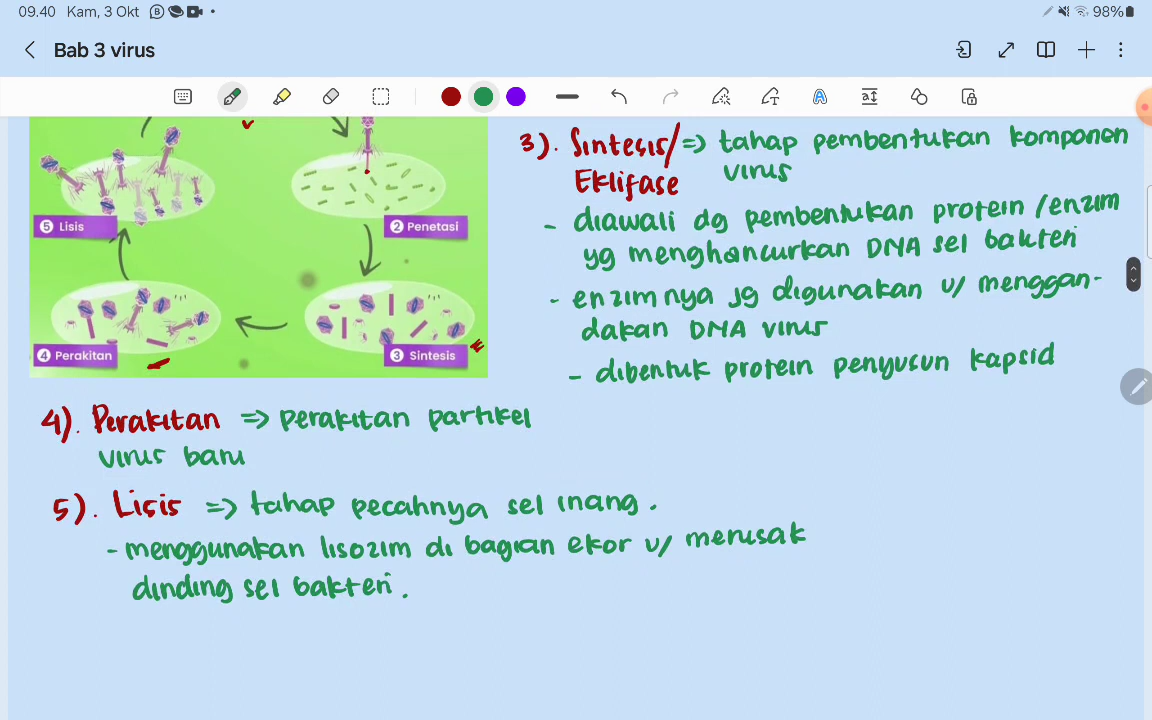 09.40 Kam, 3 Okt 98%
Bab 3 virus
5 Lisis
2 Penetasi
4 Perakitan
3 Sintesis
3). Sintesis/ => tahap pembentukan komponen
Eklifase virus
- diawali dg pembentukan protein/enzim
yg menghancurkan DNA sel bakteri
- enzimnya jg digunakan u/ menggan-
dakan DNA virus
- dibentuk protein penyusun kapsid
4). Perakitan => perakitan partikel
virus baru
5). Lisis => tahap pecahnya sel inang.
- menggunakan lisozim di bagian ekor u/ merusak
dinding sel bakteri.